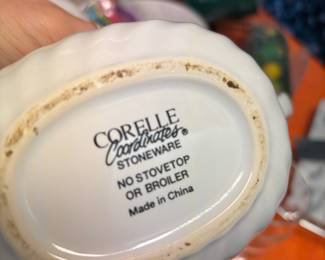 CORELLE®
Coordinates
STONEWARE
NO STOVETOP
OR BROILER
Made in China